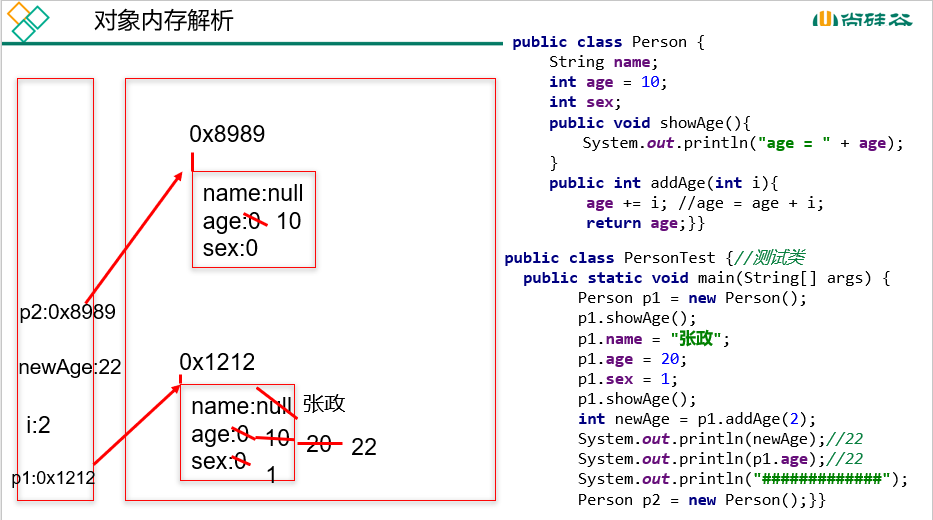 对象内存解析
尚硅谷
0x8989
name:null
age:0 10
sex:0
p2:0x8989
newAge:22
i:2
p1:0x1212
0x1212
name:null 张政
age:0 10 20 22
sex:0 1
public class Person {
String name;
int age = 10;
int sex;
public void showAge(){
System.out.println("age = " + age);
}
public int addAge(int i){
age += i; //age = age + i;
return age;}}
public class PersonTest {//测试类
public static void main(String[] args) {
Person p1 = new Person();
p1.showAge();
p1.name = "张政";
p1.age = 20;
p1.sex = 1;
p1.showAge();
int newAge = p1.addAge(2);
System.out.println(newAge);//22
System.out.println(p1.age);//22
System.out.println("#############");
Person p2 = new Person();}}